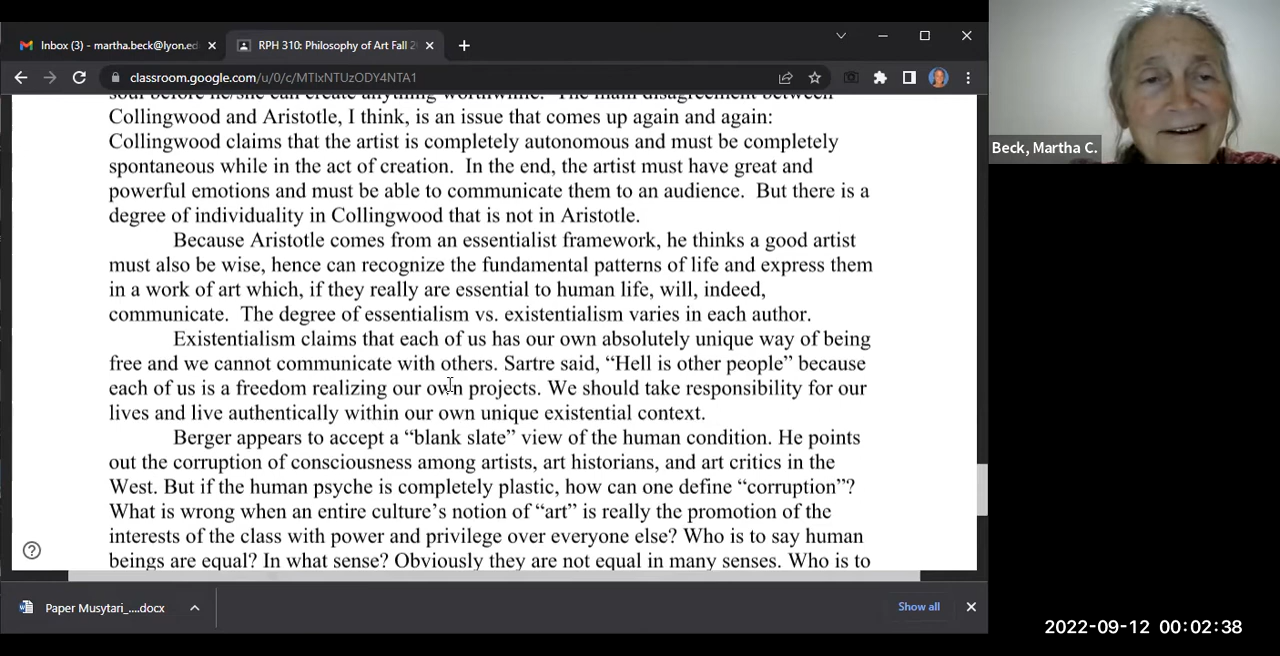 Inbox (3) - martha.beck@lyon.ed
RPH 310: Philosophy of Art Fall 2
classroom.google.com/u/0/c/MTIxNTUzODY4NTA1
soul before he/she can create anything worthwhile. The main disagreement between
Collingwood and Aristotle, I think, is an issue that comes up again and again:
Collingwood claims that the artist is completely autonomous and must be completely
spontaneous while in the act of creation. In the end, the artist must have great and
powerful emotions and must be able to communicate them to an audience. But there is a
degree of individuality in Collingwood that is not in Aristotle.
Because Aristotle comes from an essentialist framework, he thinks a good artist
must also be wise, hence can recognize the fundamental patterns of life and express them
in a work of art which, if they really are essential to human life, will, indeed,
communicate. The degree of essentialism vs. existentialism varies in each author.
Existentialism claims that each of us has our own absolutely unique way of being
free and we cannot communicate with others. Sartre said, “Hell is other people” because
each of us is a freedom realizing our own projects. We should take responsibility for our
lives and live authentically within our own unique existential context.
Berger appears to accept a “blank slate” view of the human condition. He points
out the corruption of consciousness among artists, art historians, and art critics in the
West. But if the human psyche is completely plastic, how can one define “corruption”?
What is wrong when an entire culture’s notion of “art” is really the promotion of the
interests of the class with power and privilege over everyone else? Who is to say human
beings are equal? In what sense? Obviously they are not equal in many senses. Who is to
Paper Musytari_....docx
Show all
Beck, Martha C.
2022-09-12 00:02:38